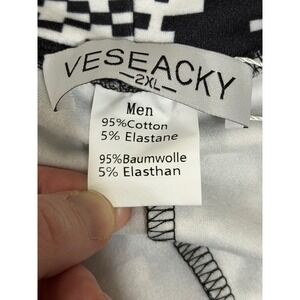 VESEACKY
2XL
Men
95%Cotton
5% Elastane
95%Baumwolle
5% Elasthan